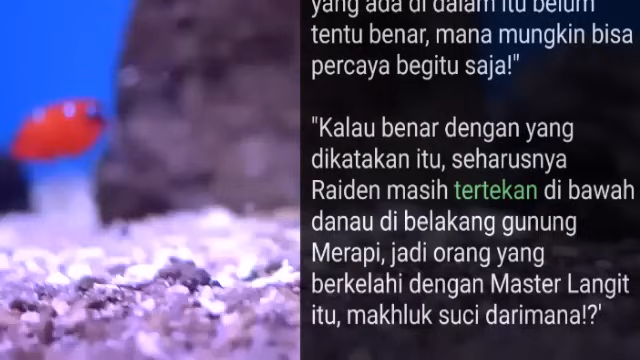 yang ada di dalam itu belum
tentu benar, mana mungkin bisa
percaya begitu saja!"
"Kalau benar dengan yang
dikatakan itu, seharusnya
Raiden masih tertekan di bawah
danau di belakang gunung
Merapi, jadi orang yang
berkelahi dengan Master Langit
itu, makhluk suci darimana!?'